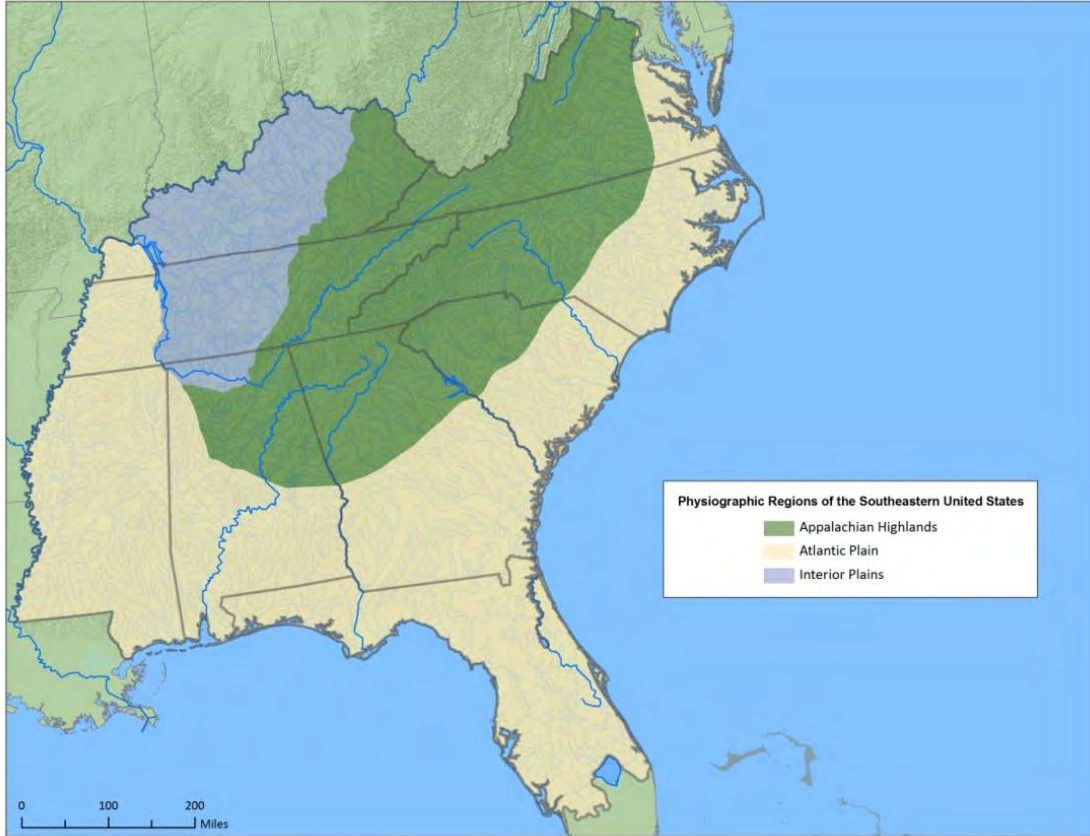 Physiographic Regions of the Southeastern United States
Appalachian Highlands
Atlantic Plain
Interior Plains
0 100 200
Miles